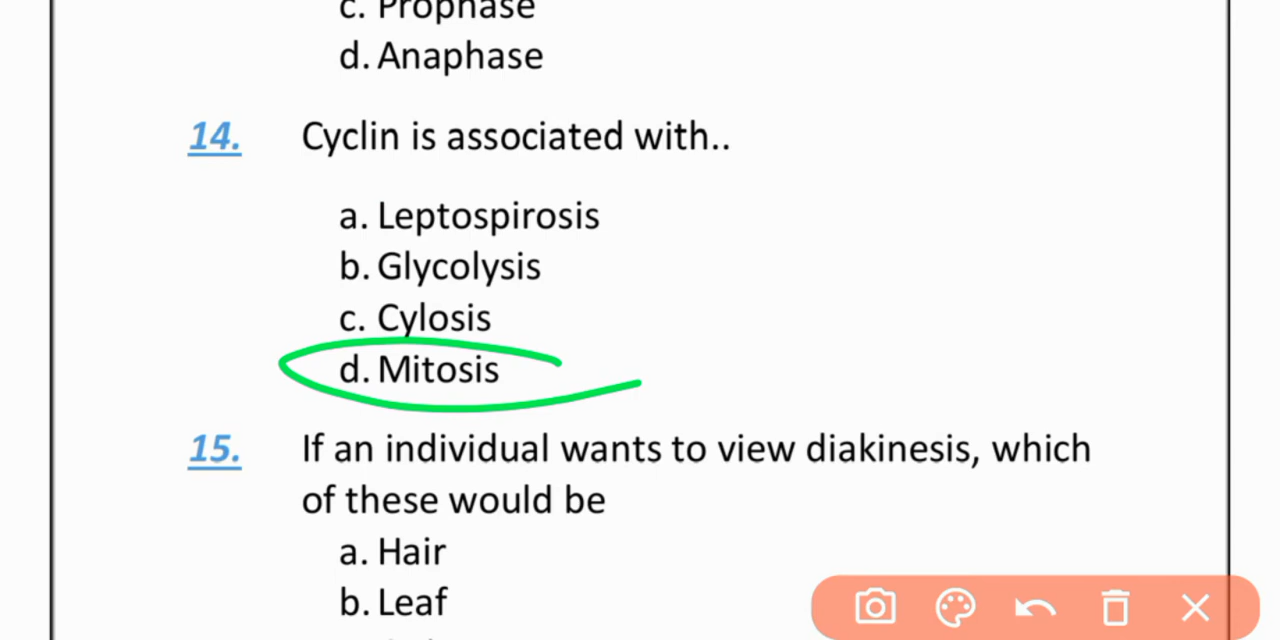 c. Prophase
d. Anaphase
14. Cyclin is associated with..
a. Leptospirosis
b. Glycolysis
c. Cylosis
d. Mitosis
15. If an individual wants to view diakinesis, which
of these would be
a. Hair
b. Leaf